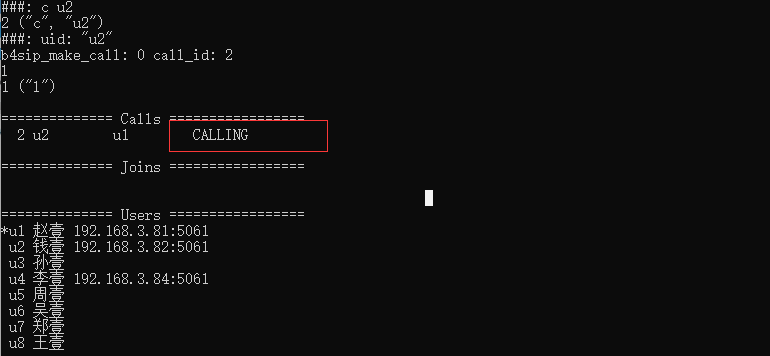 ###: c u2
2 ("c", "u2")
###: uid: "u2"
b4sip_make_call: 0 call_id: 2
1
1 ("1")
============== Calls =================
2 u2 u1 CALLING
============== Joins =================
============== Users =================
*u1 赵壹 192.168.3.81:5061
u2 钱壹 192.168.3.82:5061
u3 孙壹
u4 李壹 192.168.3.84:5061
u5 周壹
u6 吴壹
u7 郑壹
u8 王壹